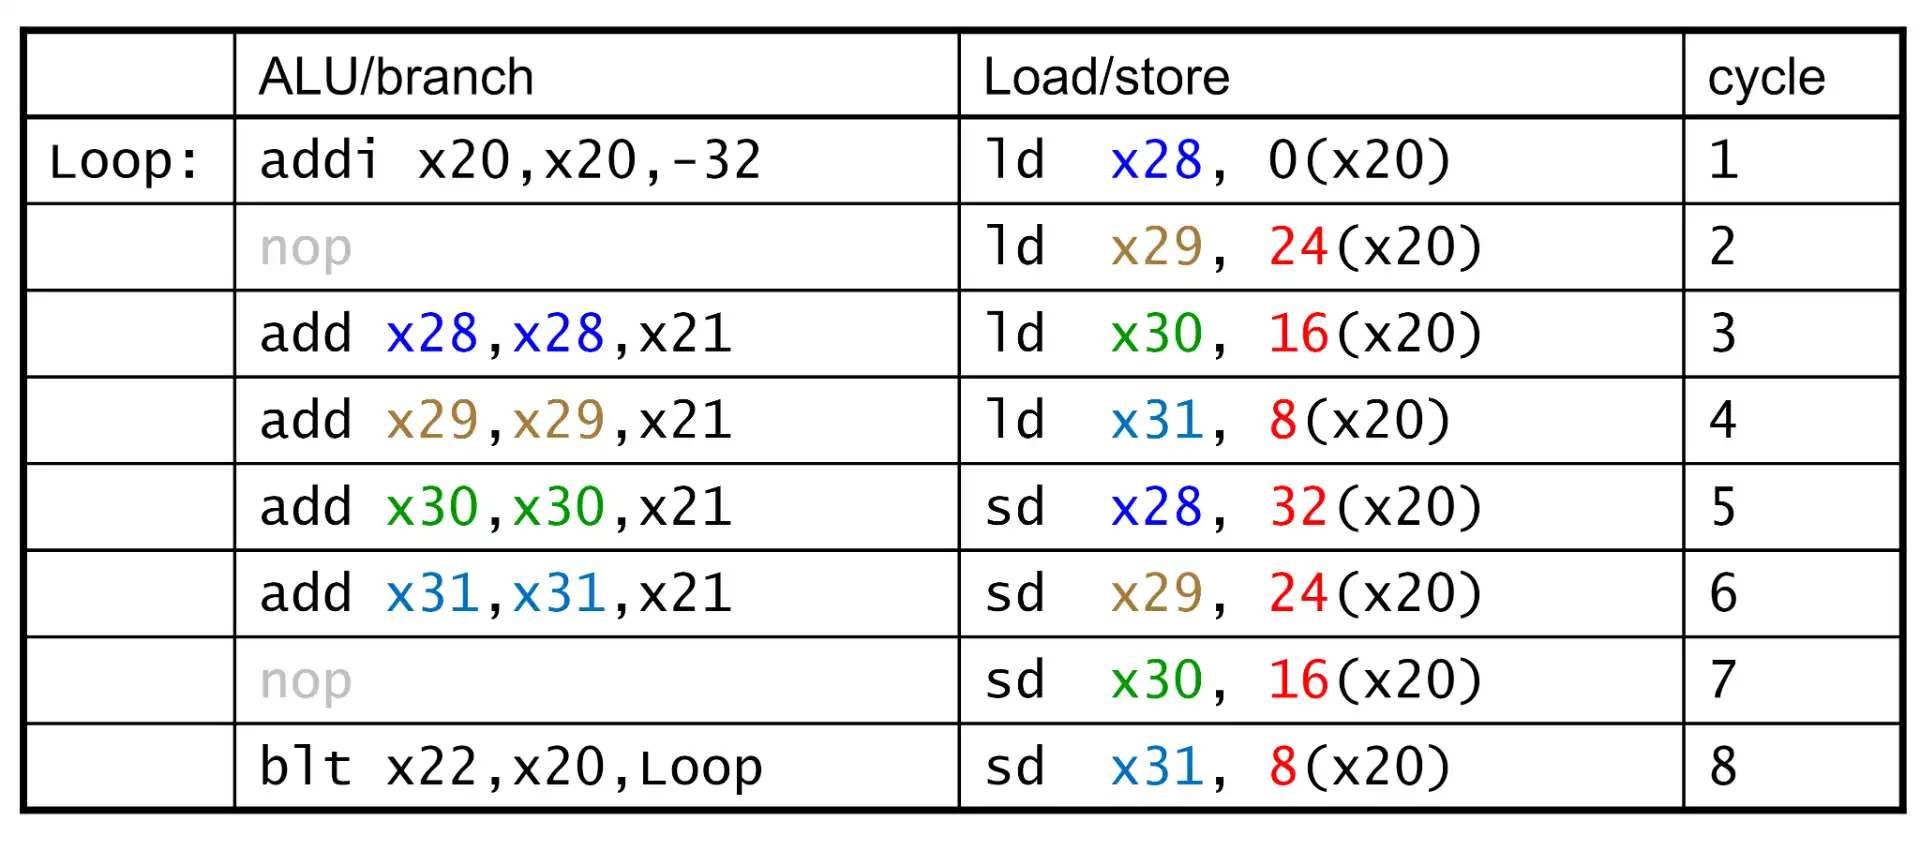 ALU/branch Load/store cycle
Loop: addi x20,x20,-32 ld x28, 0(x20) 1
nop ld x29, 24(x20) 2
add x28,x28,x21 ld x30, 16(x20) 3
add x29,x29,x21 ld x31, 8(x20) 4
add x30,x30,x21 sd x28, 32(x20) 5
add x31,x31,x21 sd x29, 24(x20) 6
nop sd x30, 16(x20) 7
blt x22,x20,Loop sd x31, 8(x20) 8